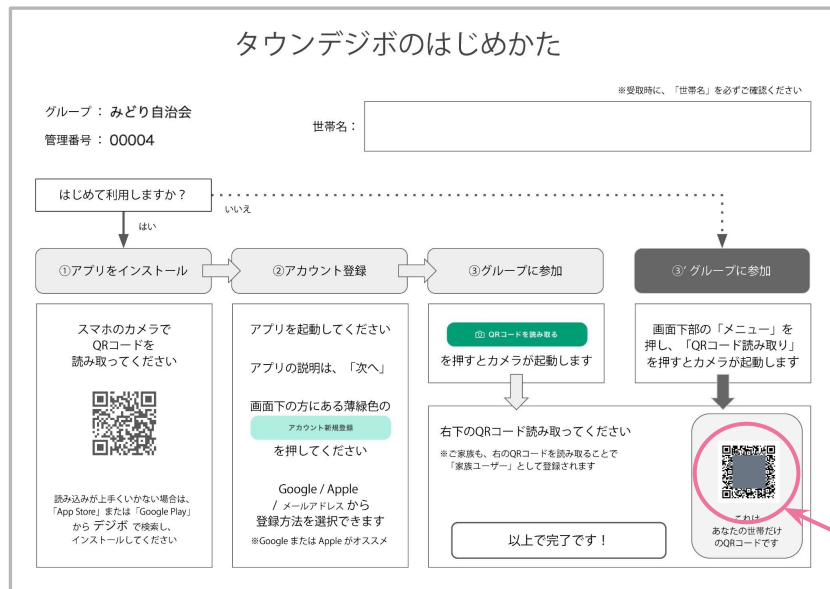 タウンデジボのはじめかた
※受取時に、「世帯名」を必ずご確認ください
グループ ： みどり自治会
管理番号 ： 00004
世帯名：
はじめて利用しますか？
いいえ
はい
①アプリをインストール
②アカウント登録
③グループに参加
③’グループに参加
スマホのカメラで
QRコードを
読み取ってください
読み込みが上手くいかない場合は、
「App Store」または「Google Play」
から デジボ で検索し、
インストールしてください
アプリを起動してください
アプリの説明は、「次へ」
画面下の方にある薄緑色の
アカウント新規登録
を押してください
Google / Apple
/ メールアドレス から
登録方法を選択できます
※Google または Apple がオススメ
QRコードを読み取る
を押すとカメラが起動します
画面下部の「メニュー」を
押し、「QRコード読み取り」
を押すとカメラが起動します
右下のQRコード読み取ってください
※ご家族も、右のQRコードを読み取ることで
「家族ユーザー」として登録されます
以上で完了です！
これは
あなたの世帯だけ
のQRコードです